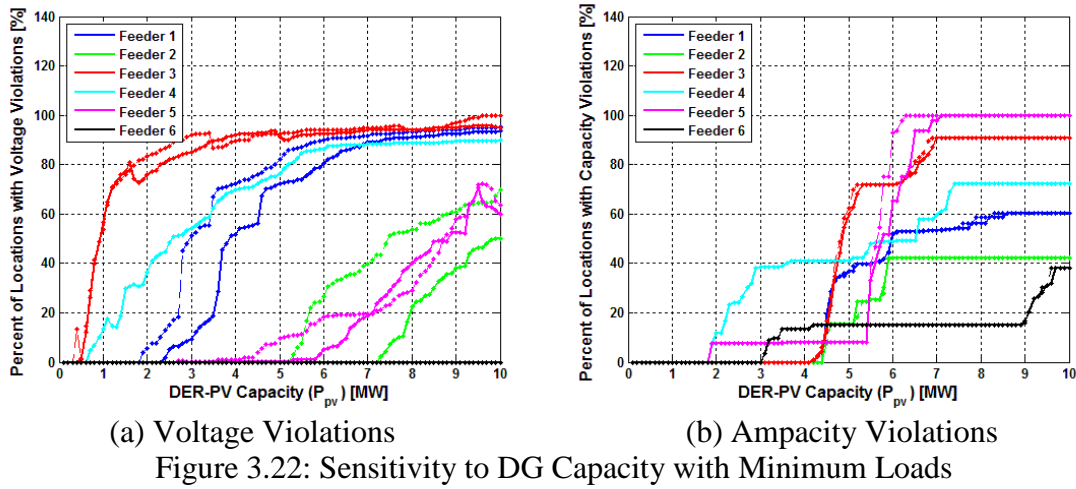 140
120
100
80
60
40
20
0
Percent of Locations with Voltage Violations [%]
Feeder 1
Feeder 2
Feeder 3
Feeder 4
Feeder 5
Feeder 6
0 1 2 3 4 5 6 7 8 9 10
DER-PV Capacity (Ppv) [MW]
(a) Voltage Violations
140
120
100
80
60
40
20
0
Percent of Locations with Capacity Violations [%]
Feeder 1
Feeder 2
Feeder 3
Feeder 4
Feeder 5
Feeder 6
0 1 2 3 4 5 6 7 8 9 10
DER-PV Capacity (Ppv) [MW]
(b) Ampacity Violations
Figure 3.22: Sensitivity to DG Capacity with Minimum Loads